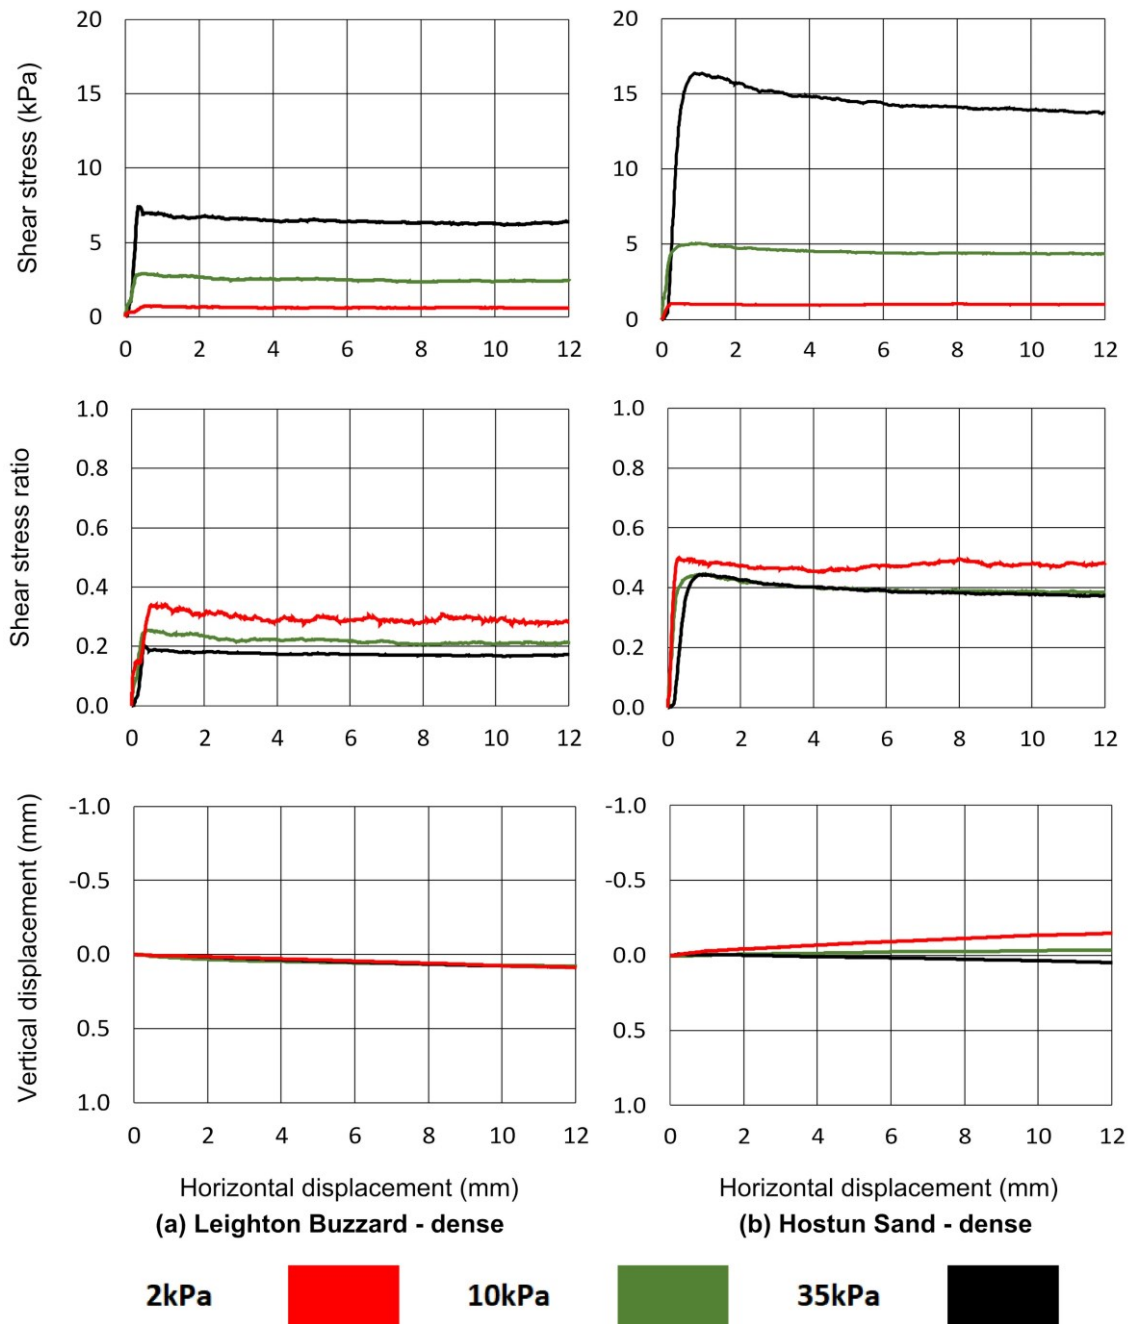 Shear stress (kPa)
20
15
10
5
0
0 2 4 6 8 10 12
20
15
10
5
0
0 2 4 6 8 10 12
Shear stress ratio
1.0
0.8
0.6
0.4
0.2
0.0
0 2 4 6 8 10 12
1.0
0.8
0.6
0.4
0.2
0.0
0 2 4 6 8 10 12
Vertical displacement (mm)
-1.0
-0.5
0.0
0.5
1.0
0 2 4 6 8 10 12
Horizontal displacement (mm)
(a) Leighton Buzzard - dense
-1.0
-0.5
0.0
0.5
1.0
0 2 4 6 8 10 12
Horizontal displacement (mm)
(b) Hostun Sand - dense
2kPa 10kPa 35kPa